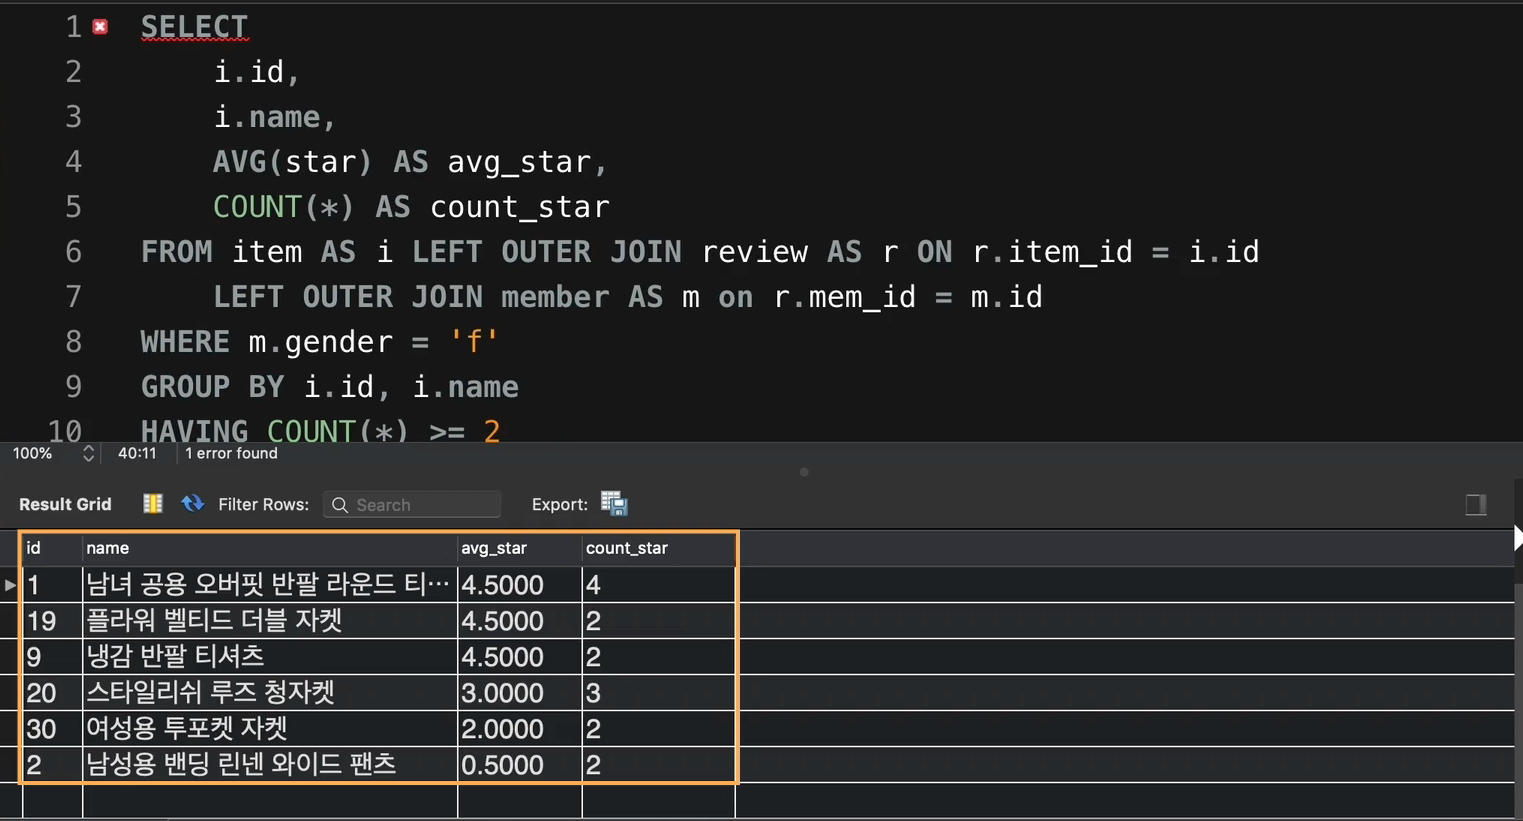 1 SELECT
2 i.id,
3 i.name,
4 AVG(star) AS avg_star,
5 COUNT(*) AS count_star
6 FROM item AS i LEFT OUTER JOIN review AS r ON r.item_id = i.id
7 LEFT OUTER JOIN member AS m on r.mem_id = m.id
8 WHERE m.gender = 'f'
9 GROUP BY i.id, i.name
10 HAVING COUNT(*) >= 2
100% 40:11 1 error found
Result Grid Filter Rows: Search Export:
id name avg_star count_star
1 남녀 공용 오버핏 반팔 라운드 티… 4.5000 4
19 플라워 벨티드 더블 자켓 4.5000 2
9 냉감 반팔 티셔츠 4.5000 2
20 스타일리쉬 루즈 청자켓 3.0000 3
30 여성용 투포켓 자켓 2.0000 2
2 남성용 밴딩 린넨 와이드 팬츠 0.5000 2